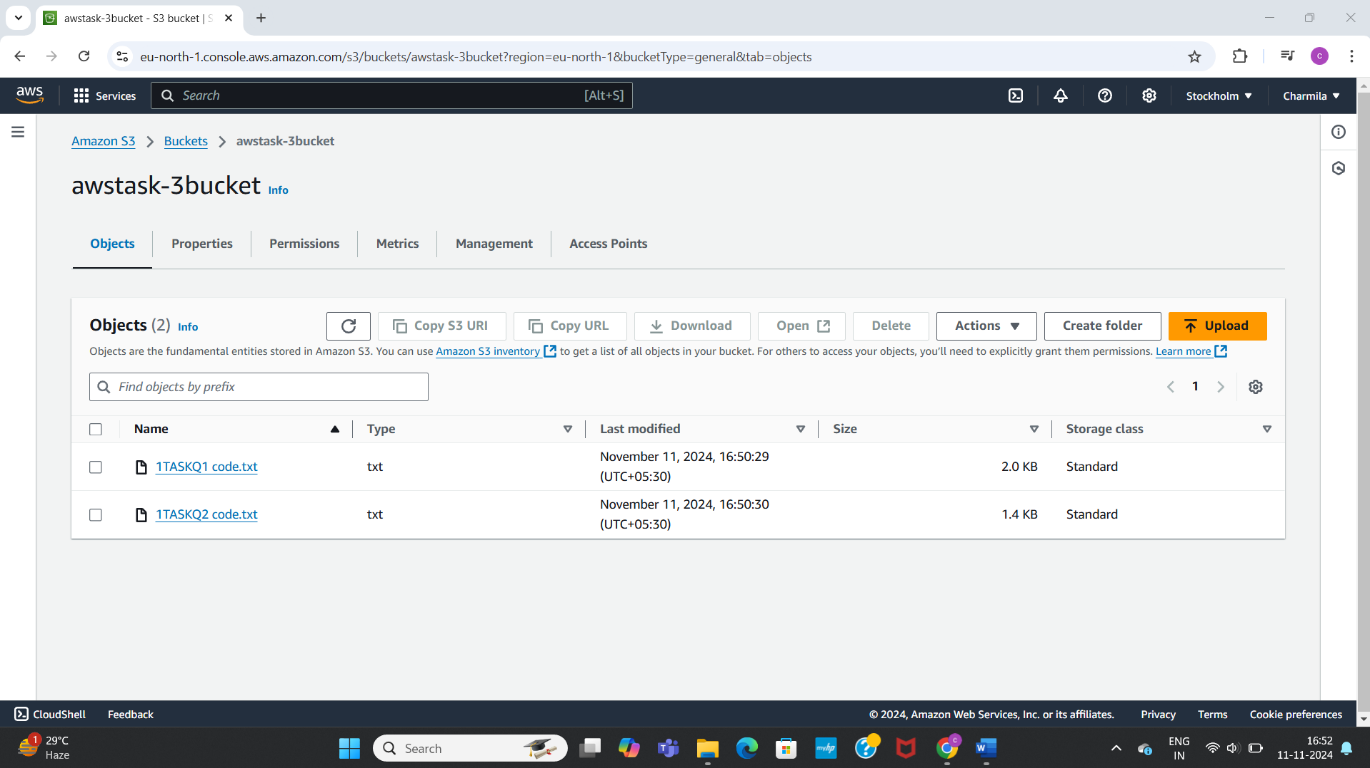 awstask-3bucket - S3 bucket | S
eu-north-1.console.aws.amazon.com/s3/buckets/awstask-3bucket?region=eu-north-1&bucketType=general&tab=objects
C
aws Services Search [Alt+S] Stockholm ▼ Charmila ▼
Amazon S3 > Buckets > awstask-3bucket
awstask-3bucket Info
Objects Properties Permissions Metrics Management Access Points
Objects (2) Info Copy S3 URI Copy URL Download Open Delete Actions ▼ Create folder Upload
Objects are the fundamental entities stored in Amazon S3. You can use Amazon S3 inventory to get a list of all objects in your bucket. For others to access your objects, you'll need to explicitly grant them permissions. Learn more
Find objects by prefix 1
Name Type Last modified Size Storage class
1TASKQ1 code.txt txt November 11, 2024, 16:50:29 (UTC+05:30) 2.0 KB Standard
1TASKQ2 code.txt txt November 11, 2024, 16:50:30 (UTC+05:30) 1.4 KB Standard
CloudShell Feedback © 2024, Amazon Web Services, Inc. or its affiliates. Privacy Terms Cookie preferences
1 29°C
Haze
Search
myhp
ENG
IN
16:52
11-11-2024